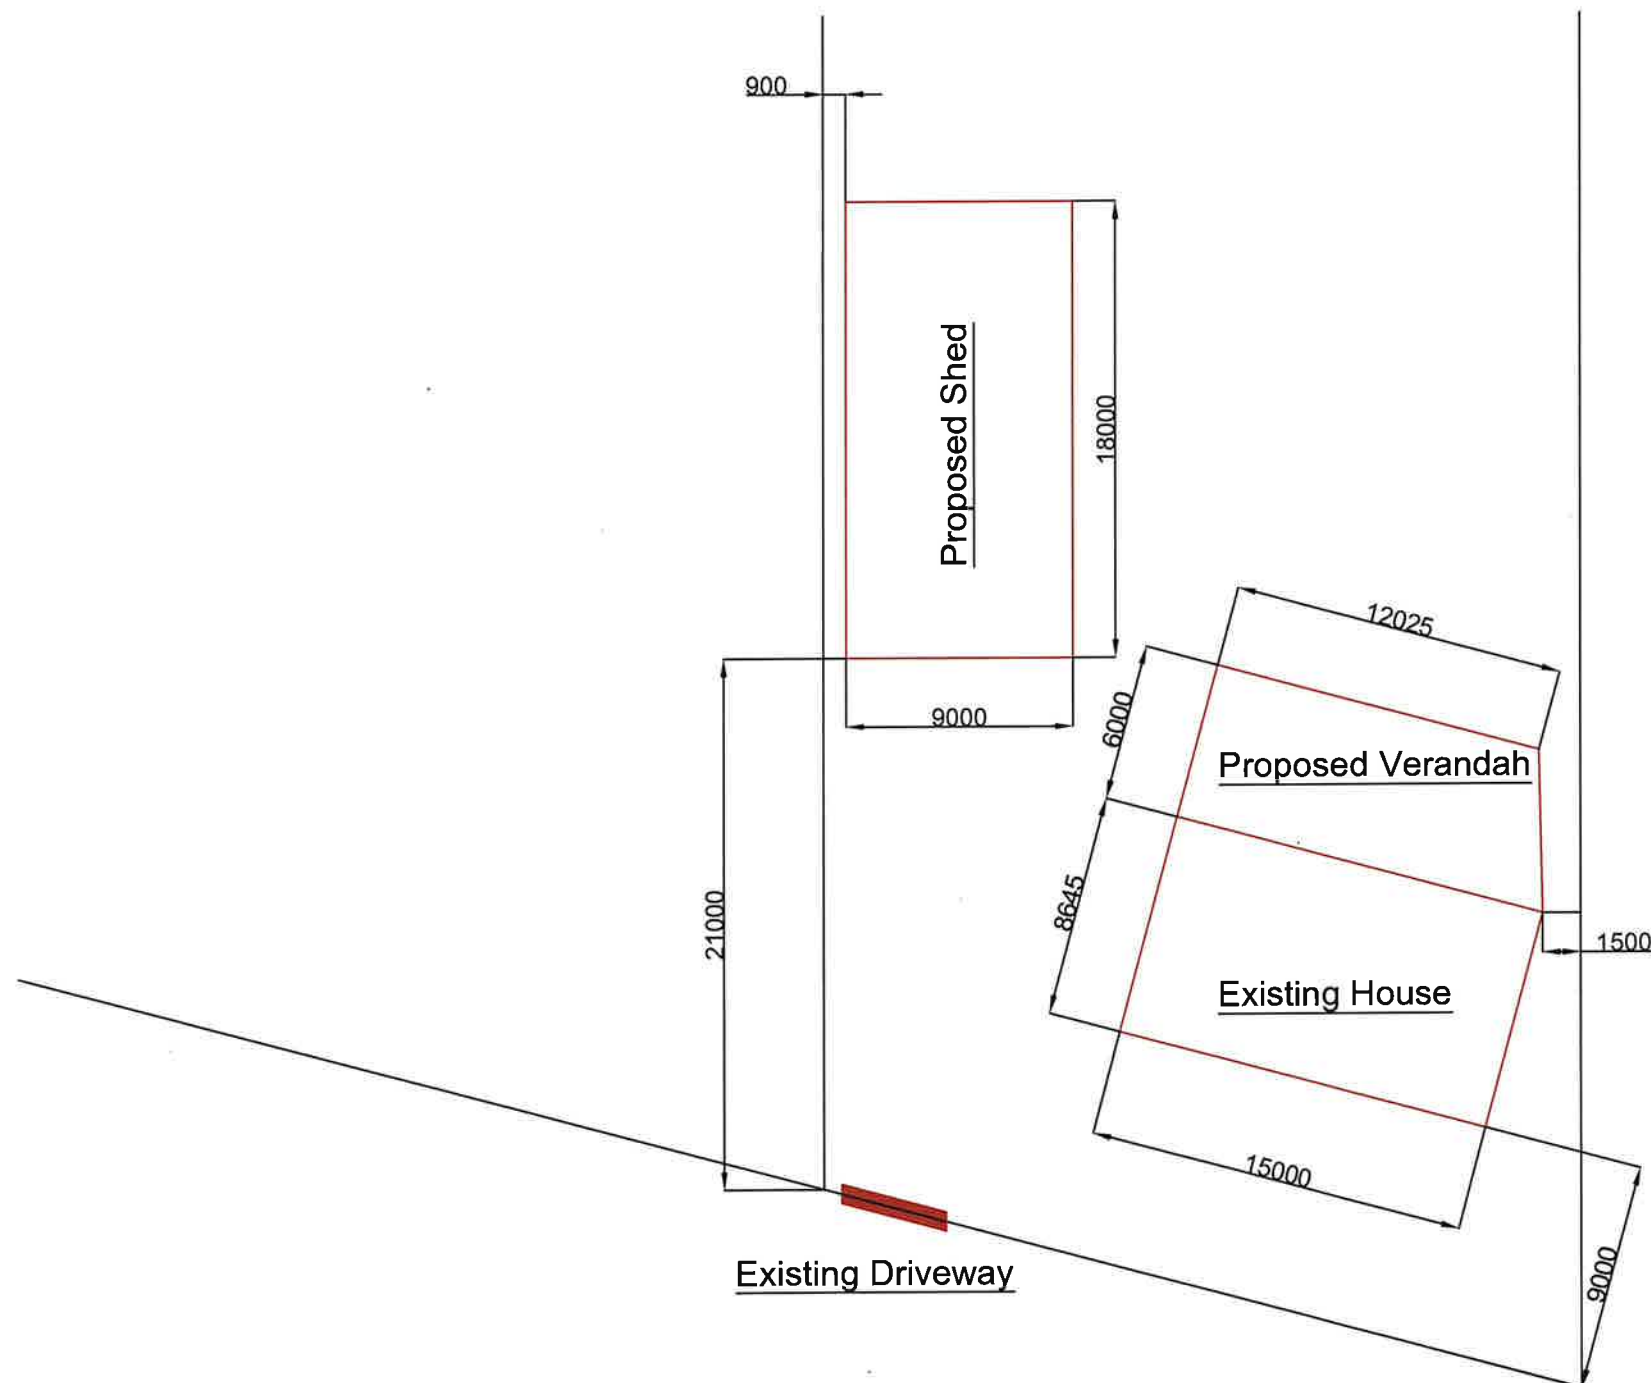 900
Proposed Shed
18000
12025
9000
6000
Proposed Verandah
8645
21000
1500
Existing House
15000
Existing Driveway
9000